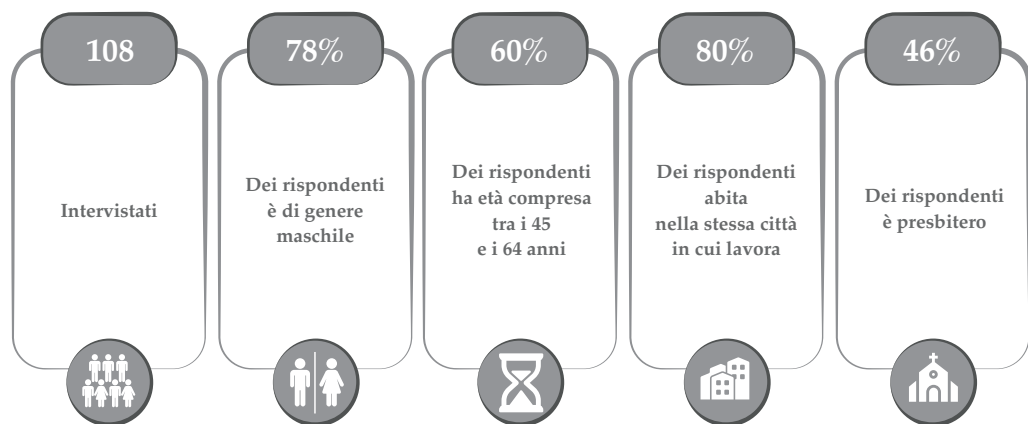 108
Intervistati
78%
Dei rispondenti
è di genere
maschile
60%
Dei rispondenti
ha età compresa
tra i 45
e i 64 anni
80%
Dei rispondenti
abita
nella stessa città
in cui lavora
46%
Dei rispondenti
è presbitero